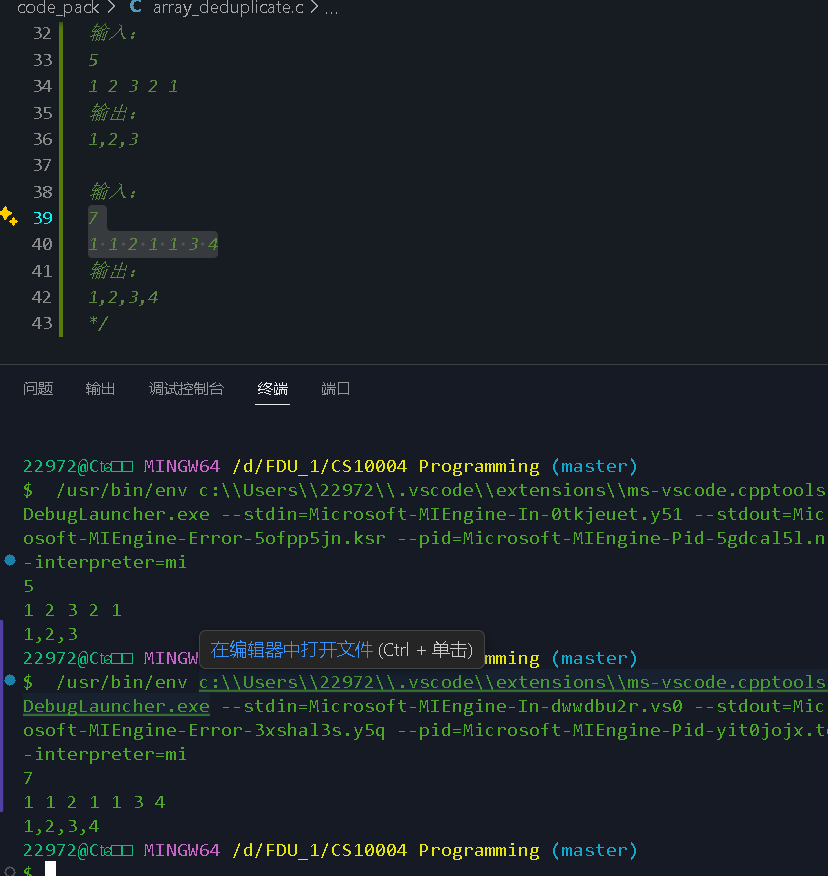 code_pack > C array_deduplicate.c > ...
32 输入:
33 5
34 1 2 3 2 1
35 输出:
36 1,2,3
37
38 输入:
39 7
40 1·1·2·1·1·3·4
41 输出:
42 1,2,3,4
43 */
问题 输出 调试控制台 终端 端口
22972@Cte□□ MINGW64 /d/FDU_1/CS10004 Programming (master)
$ /usr/bin/env c:\\Users\\22972\\.vscode\\extensions\\ms-vscode.cpptools
DebugLauncher.exe --stdin=Microsoft-MIEngine-In-0tkjeuet.y51 --stdout=Mic
osoft-MIEngine-Error-5ofpp5jn.ksr --pid=Microsoft-MIEngine-Pid-5gdcal5l.n
-interpreter=mi
5
1 2 3 2 1
1,2,3
在编辑器中打开文件 (Ctrl + 单击)
22972@Cte□□ MINGW mming (master)
$ /usr/bin/env c:\\Users\\22972\\.vscode\\extensions\\ms-vscode.cpptools
DebugLauncher.exe --stdin=Microsoft-MIEngine-In-dwwdbu2r.vs0 --stdout=Mic
osoft-MIEngine-Error-3xshal3s.y5q --pid=Microsoft-MIEngine-Pid-yit0jojx.t
-interpreter=mi
7
1 1 2 1 1 3 4
1,2,3,4
22972@Cte□□ MINGW64 /d/FDU_1/CS10004 Programming (master)
$